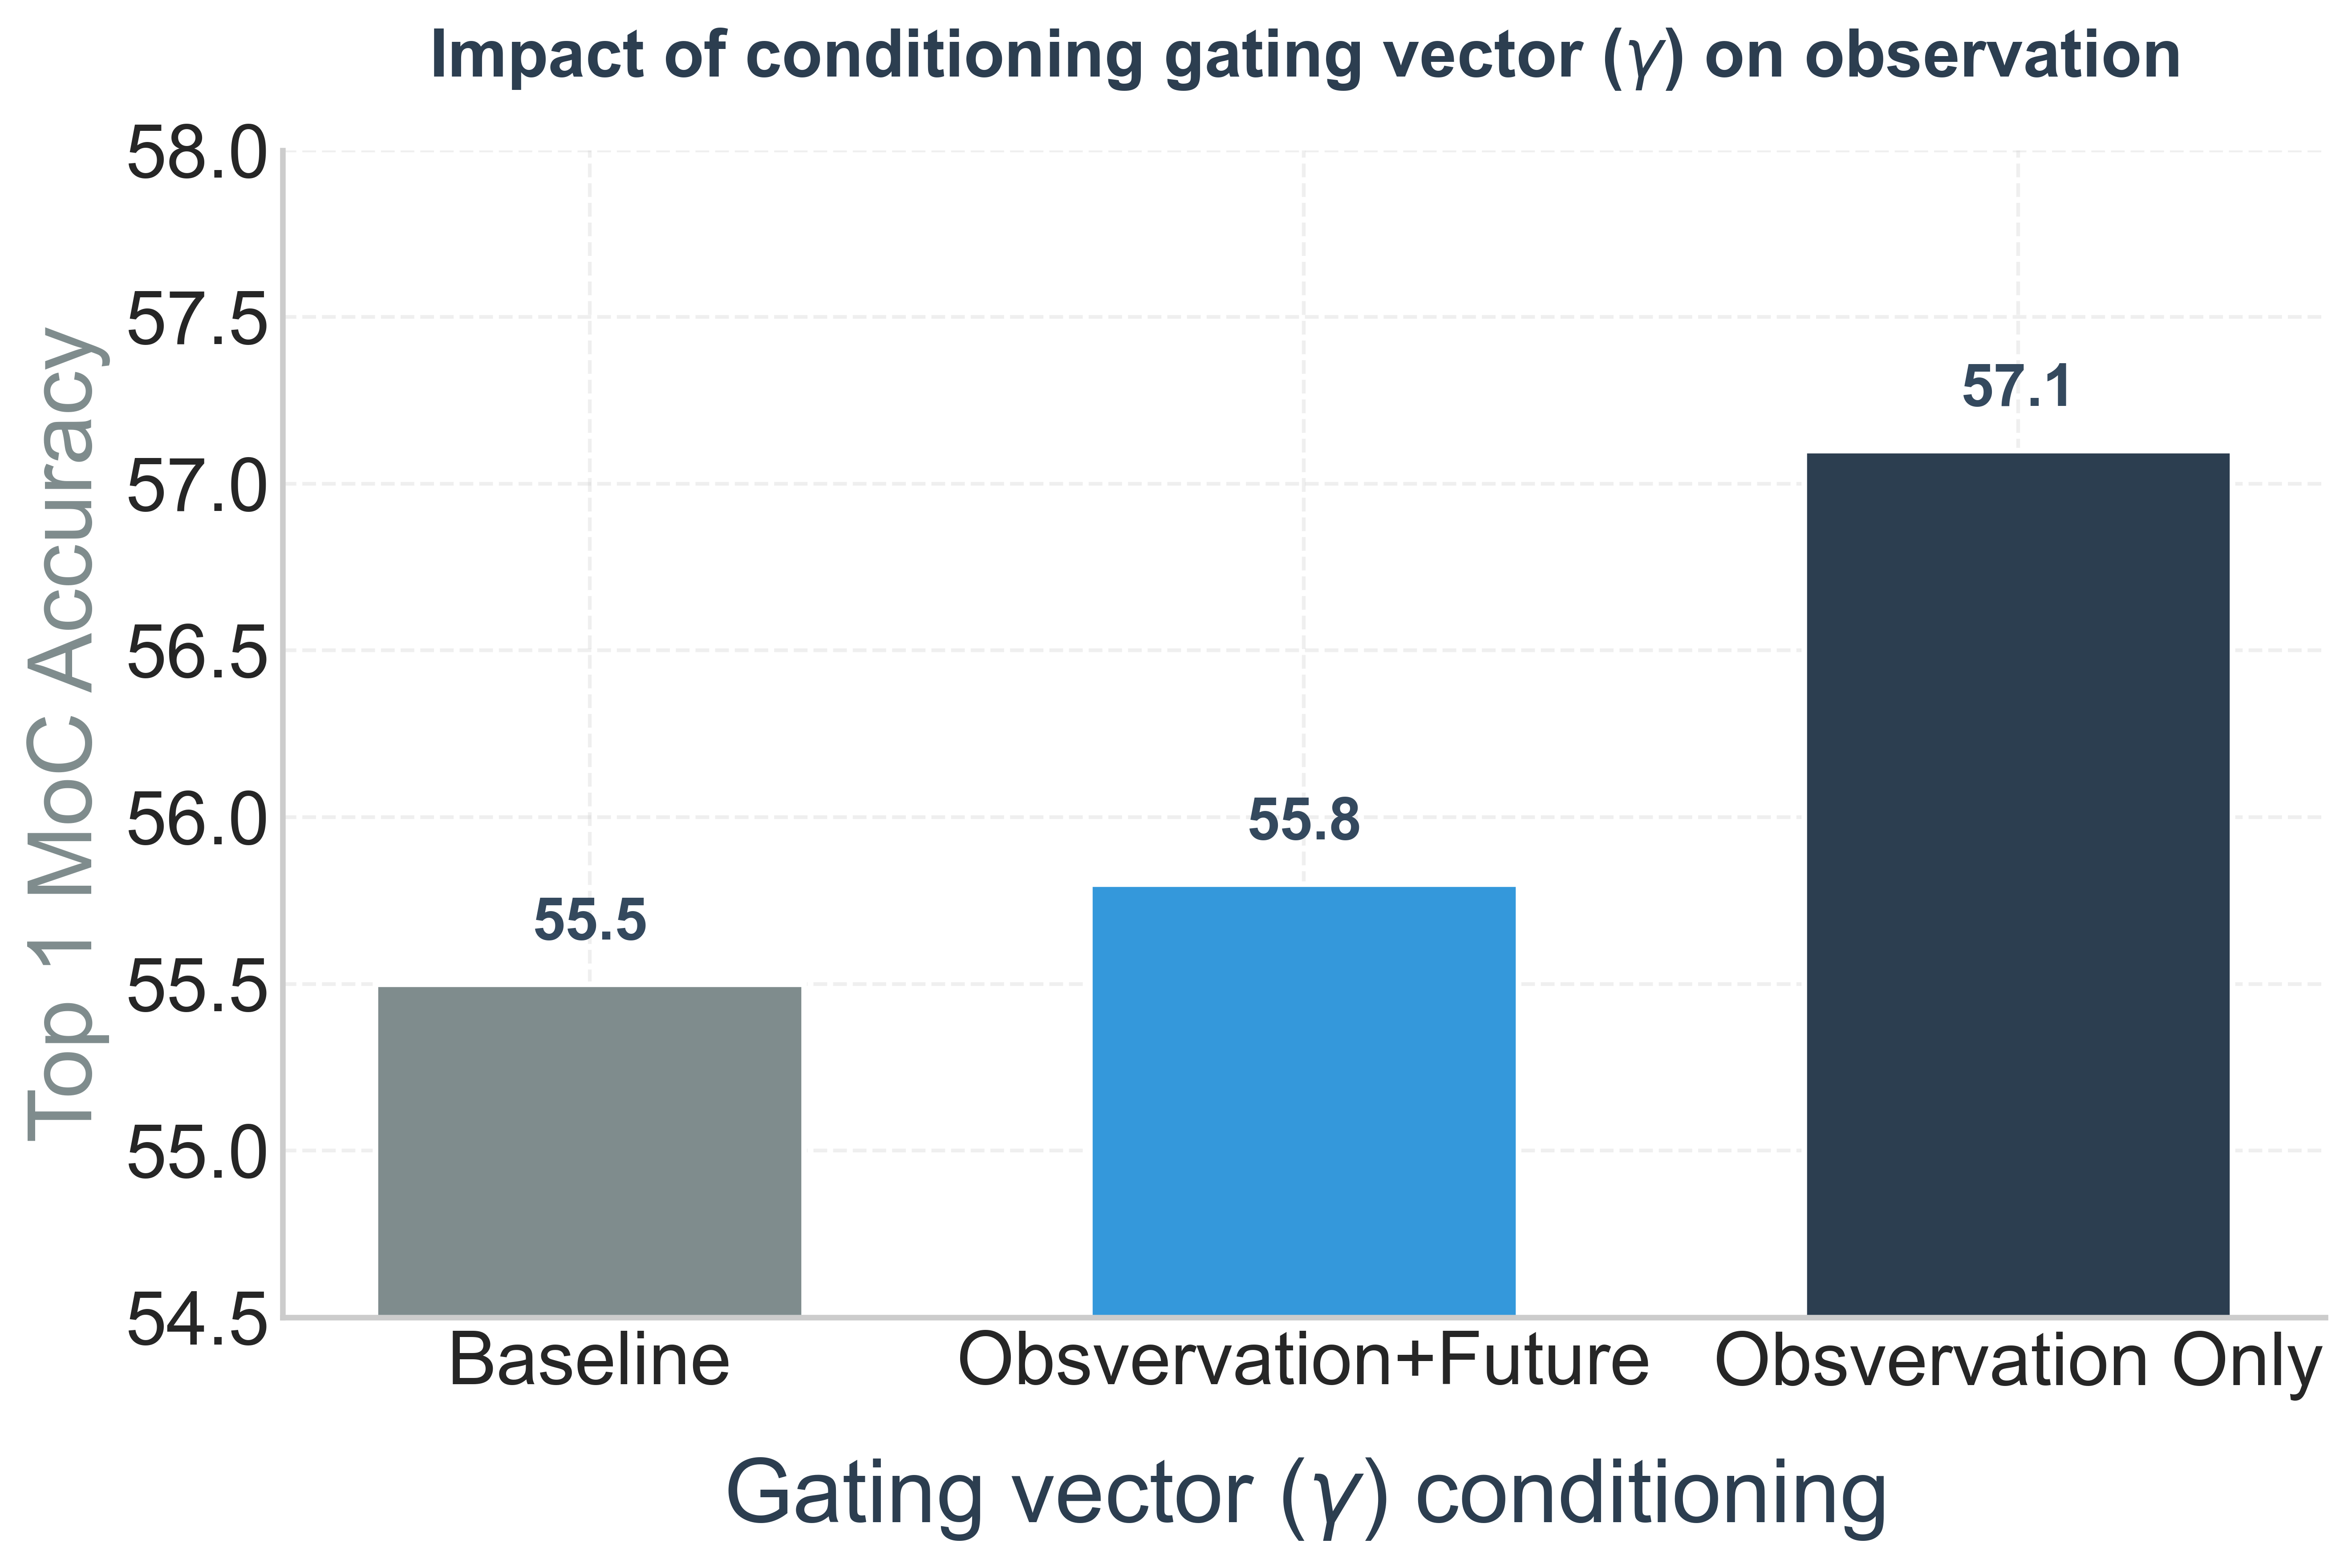 Impact of conditioning gating vector (γ) on observation
58.0
57.5
57.0
56.5
56.0
55.5
55.0
54.5
Top 1 MoC Accuracy
55.5
55.8
57.1
Baseline
Obsvervation+Future
Obsvervation Only
Gating vector (γ) conditioning